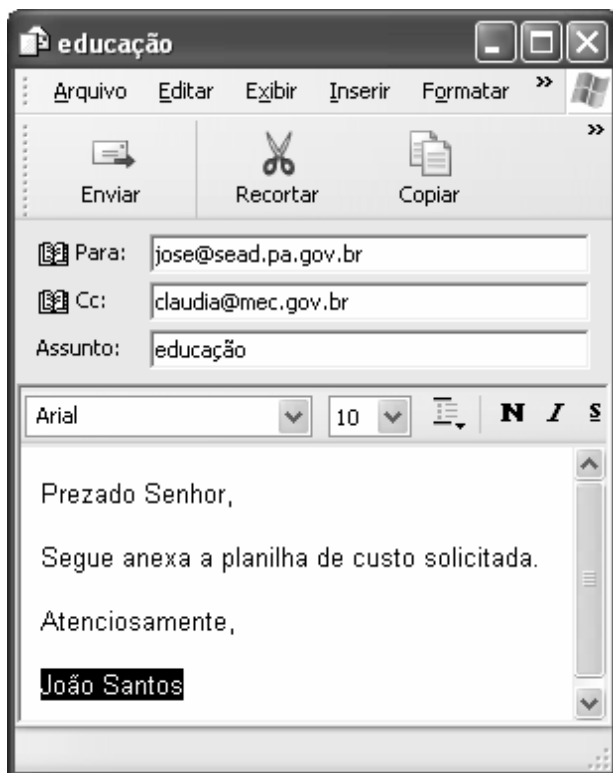 educação
Arquivo Editar Exibir Inserir Formatar »
»
Enviar Recortar Copiar
Para: jose@sead.pa.gov.br
Cc: claudia@mec.gov.br
Assunto: educação
Arial 10 N I S
Prezado Senhor,
Segue anexa a planilha de custo solicitada.
Atenciosamente,
João Santos